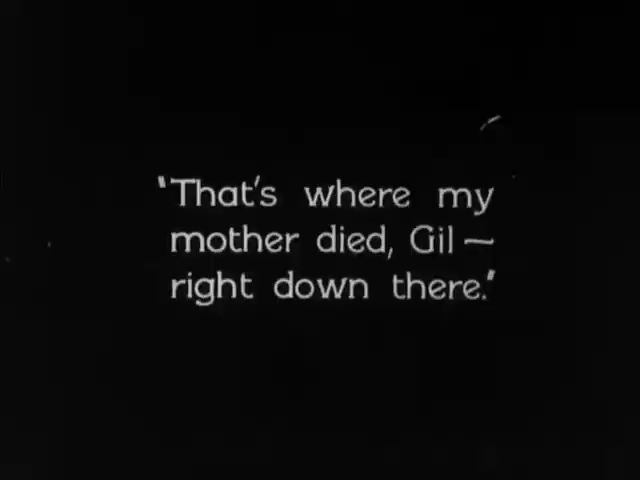 "That's where my
mother died, Gil—
right down there."